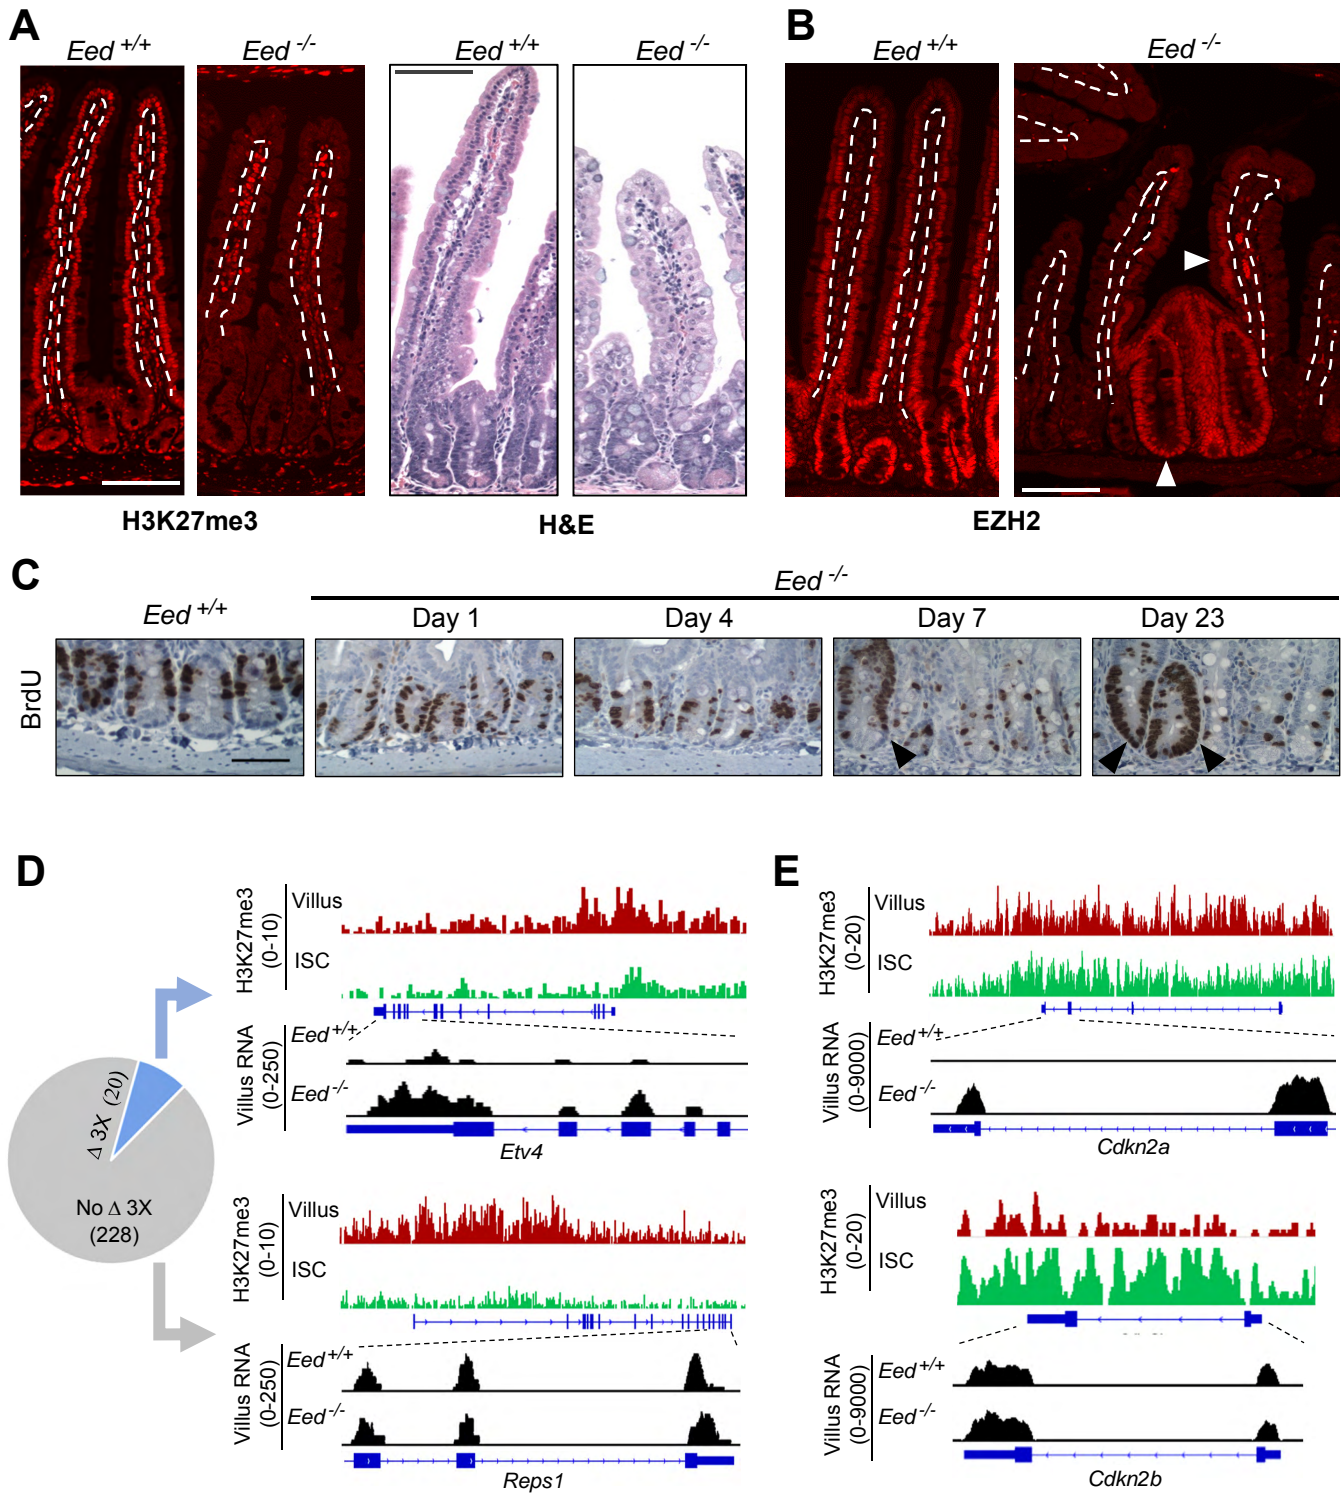 A
Eed +/+
Eed -/-
Eed +/+
Eed -/-
H3K27me3
H&E
B
Eed +/+
Eed -/-
EZH2
C
Eed -/-
Eed +/+
Day 1
Day 4
Day 7
Day 23
BrdU
D
H3K27me3
(0-10)
Villus
ISC
Villus RNA
(0-250)
Eed +/+
Eed -/-
Etv4
Δ 3X (20)
No Δ 3X
(228)
H3K27me3
(0-10)
Villus
ISC
Villus RNA
(0-250)
Eed +/+
Eed -/-
Reps1
E
H3K27me3
(0-20)
Villus
ISC
Villus RNA
(0-9000)
Eed +/+
Eed -/-
Cdkn2a
H3K27me3
(0-20)
Villus
ISC
Villus RNA
(0-9000)
Eed +/+
Eed -/-
Cdkn2b